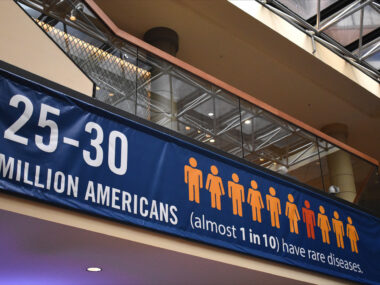 25-30
MILLION AMERICANS
(almost 1 in 10) have rare diseases.